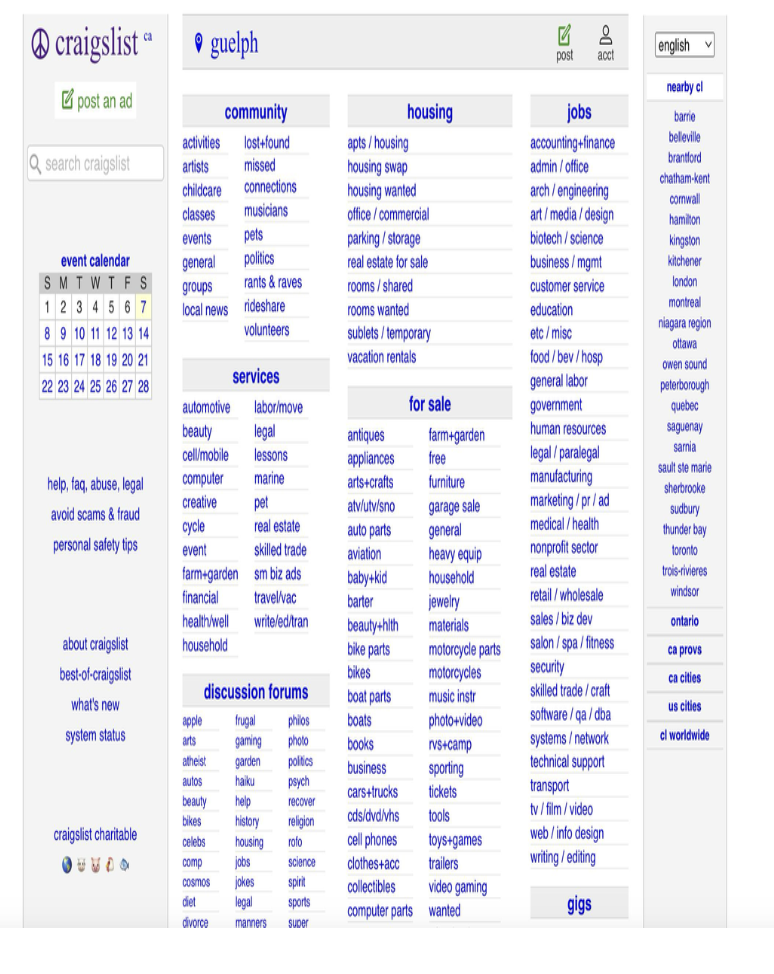 craigslist ca
post an ad
search craigslist
event calendar
S M T W T F S
1 2 3 4 5 6 7
8 9 10 11 12 13 14
15 16 17 18 19 20 21
22 23 24 25 26 27 28
help, faq, abuse, legal
avoid scams & fraud
personal safety tips
about craigslist
best-of-craigslist
what's new
system status
craigslist charitable
guelph
post
acct
community
activities
artists
childcare
classes
events
general
groups
local news
lost+found
missed
connections
musicians
pets
politics
rants & raves
rideshare
volunteers
services
automotive
beauty
cell/mobile
computer
creative
cycle
event
farm+garden
financial
health/well
household
labor/move
legal
lessons
marine
pet
real estate
skilled trade
sm biz ads
travel/vac
write/ed/tran
discussion forums
apple
arts
atheist
autos
beauty
bikes
celebs
comp
cosmos
diet
divorce
frugal
gaming
garden
haiku
help
history
housing
jobs
jokes
legal
manners
philos
photo
politics
psych
recover
religion
rofo
science
spirit
sports
super
housing
apts / housing
housing swap
housing wanted
office / commercial
parking / storage
real estate for sale
rooms / shared
rooms wanted
sublets / temporary
vacation rentals
for sale
antiques
appliances
arts+crafts
atv/utv/sno
auto parts
aviation
baby+kid
barter
beauty+hlth
bike parts
bikes
boat parts
boats
books
business
cars+trucks
cds/dvd/vhs
cell phones
clothes+acc
collectibles
computer parts
farm+garden
free
furniture
garage sale
general
heavy equip
household
jewelry
materials
motorcycle parts
motorcycles
music instr
photo+video
rvs+camp
sporting
tickets
tools
toys+games
trailers
video gaming
wanted
jobs
accounting+finance
admin / office
arch / engineering
art / media / design
biotech / science
business / mgmt
customer service
education
etc / misc
food / bev / hosp
general labor
government
human resources
legal / paralegal
manufacturing
marketing / pr / ad
medical / health
nonprofit sector
real estate
retail / wholesale
sales / biz dev
salon / spa / fitness
security
skilled trade / craft
software / qa / dba
systems / network
technical support
transport
tv / film / video
web / info design
writing / editing
gigs
english
nearby cl
barrie
belleville
brantford
chatham-kent
cornwall
hamilton
kingston
kitchener
london
montreal
niagara region
ottawa
owen sound
peterborough
quebec
saguenay
sarnia
sault ste marie
sherbrooke
sudbury
thunder bay
toronto
trois-rivieres
windsor
ontario
ca provs
ca cities
us cities
cl worldwide